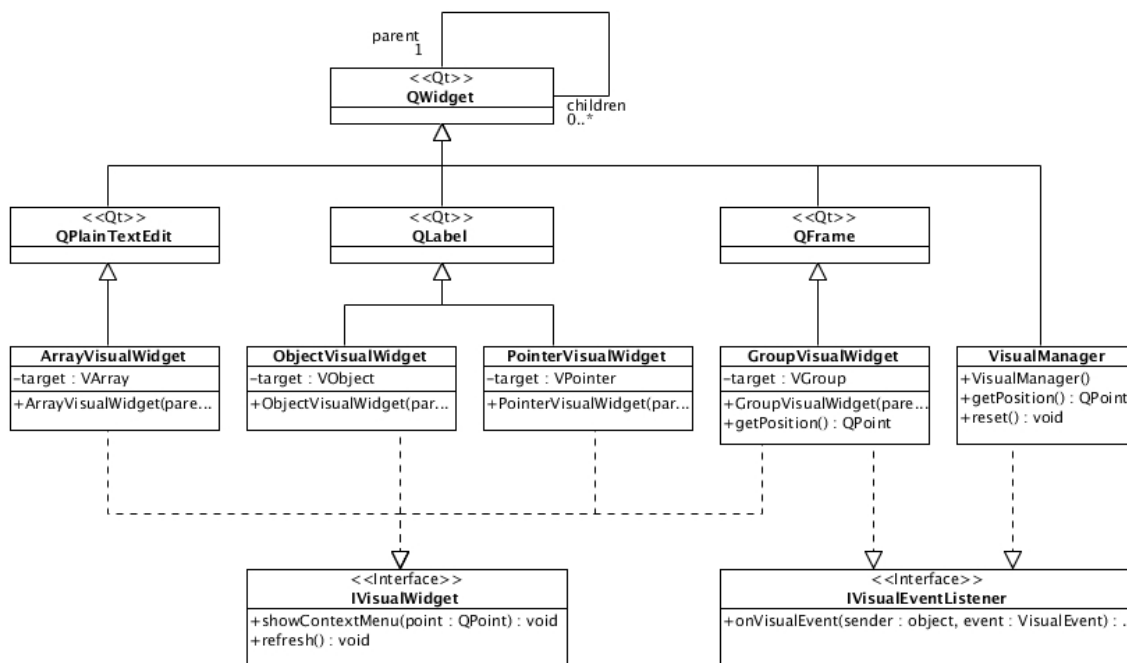 parent
1
<<Qt>>
QWidget
children
0..*
<<Qt>>
QPlainTextEdit
<<Qt>>
QLabel
<<Qt>>
QFrame
ArrayVisualWidget
-target : VArray
+ArrayVisualWidget(pare...
ObjectVisualWidget
-target : VObject
+ObjectVisualWidget(par...
PointerVisualWidget
-target : VPointer
+PointerVisualWidget(par...
GroupVisualWidget
-target : VGroup
+GroupVisualWidget(pare...
+getPosition() : QPoint
VisualManager
+VisualManager()
+getPosition() : QPoint
+reset() : void
<<Interface>>
IVisualWidget
+showContextMenu(point : QPoint) : void
+refresh() : void
<<Interface>>
IVisualEventListener
+onVisualEvent(sender : object, event : VisualEvent) : ..